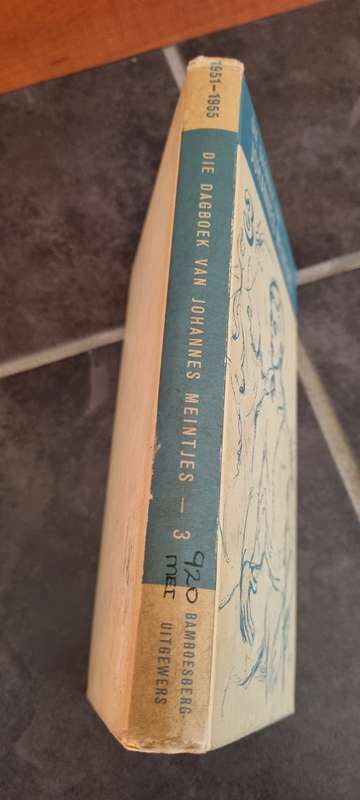 1951–1955
DIE DAGBOEK VAN JOHANNES MEINTJES — 3
920
MEI
BAMBOESBERG-
UITGEWERS